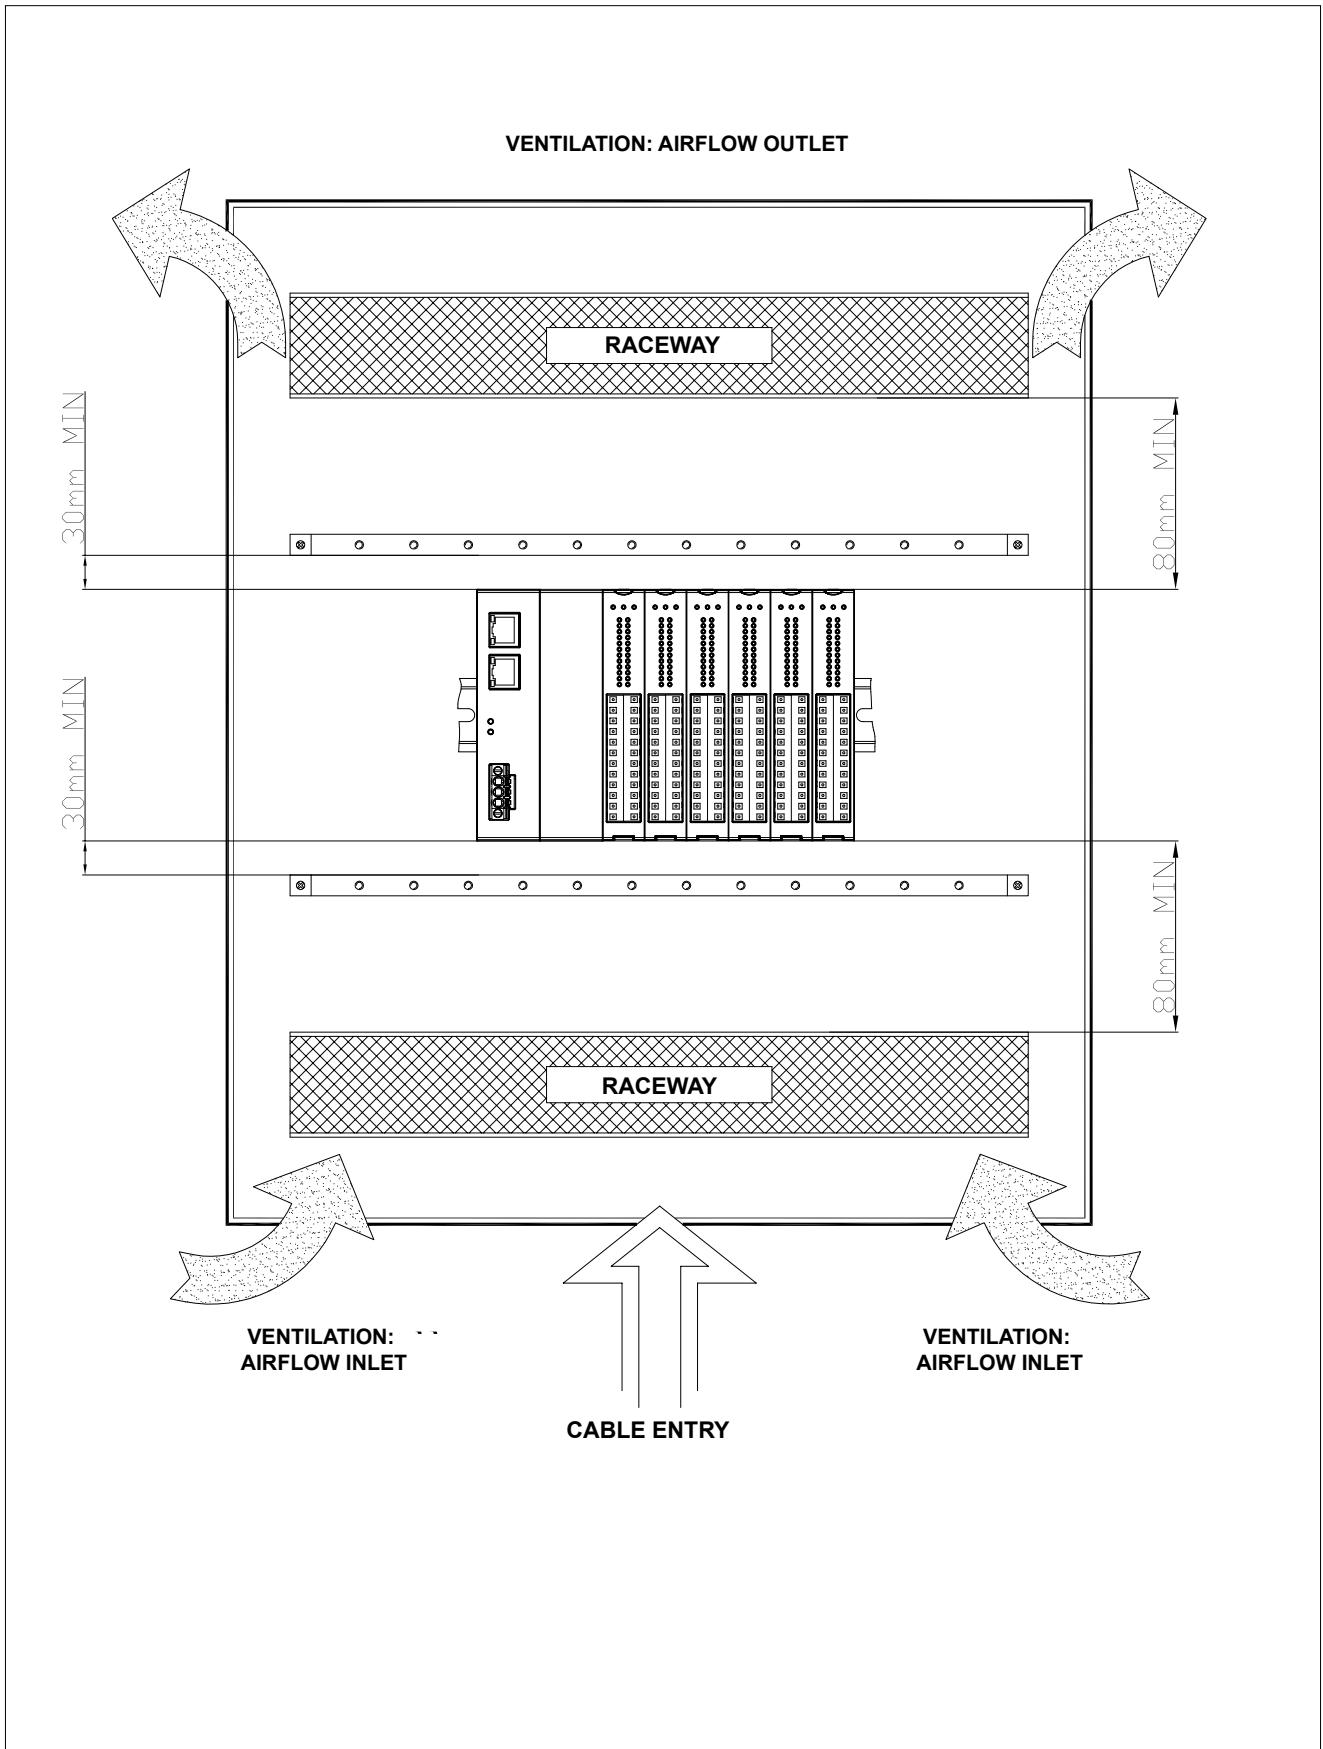 VENTILATION: AIRFLOW OUTLET
RACEWAY
30mm MIN
80mm MIN
30mm MIN
80mm MIN
RACEWAY
VENTILATION:
AIRFLOW INLET
VENTILATION:
AIRFLOW INLET
CABLE ENTRY